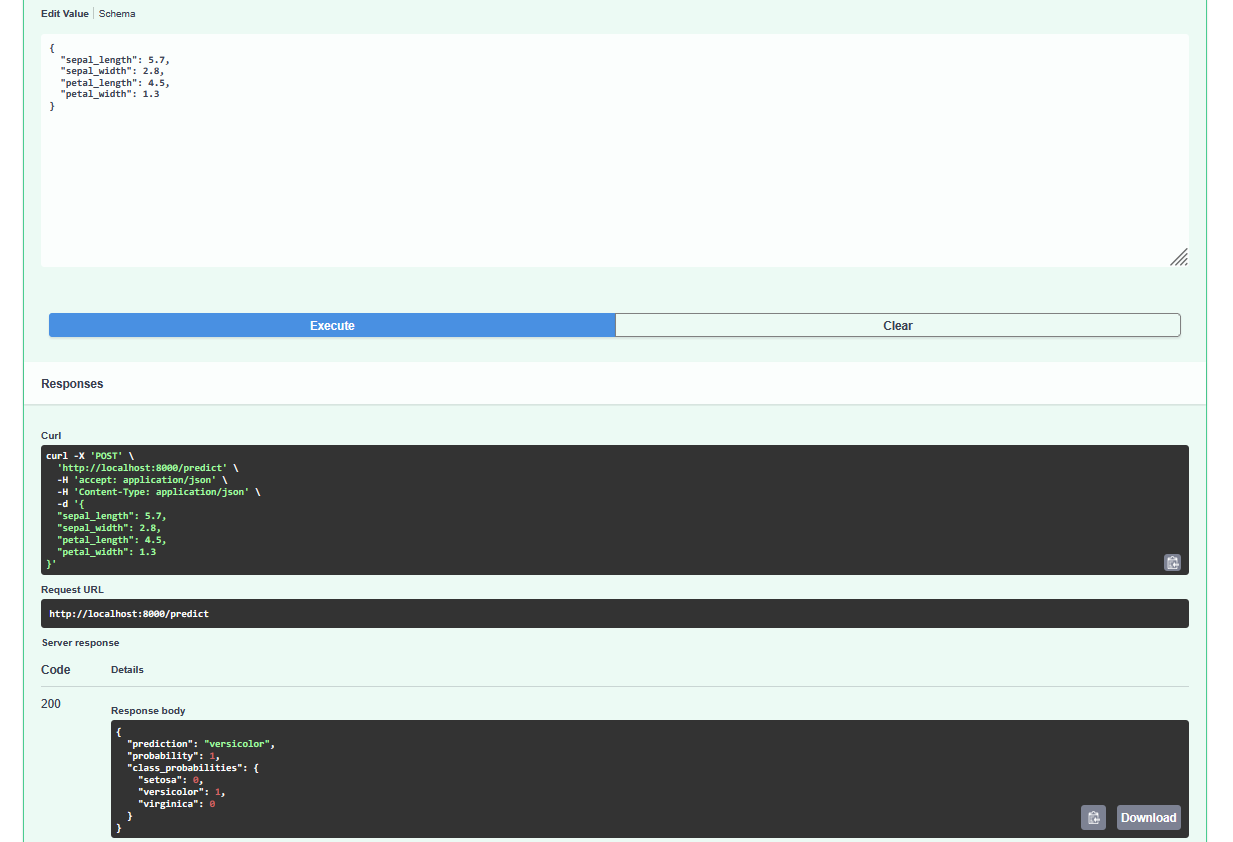 Edit Value Schema
{
  "sepal_length": 5.7,
  "sepal_width": 2.8,
  "petal_length": 4.5,
  "petal_width": 1.3
}
Execute Clear
Responses
Curl
curl -X 'POST' \
  'http://localhost:8000/predict' \
  -H 'accept: application/json' \
  -H 'Content-Type: application/json' \
  -d '{
  "sepal_length": 5.7,
  "sepal_width": 2.8,
  "petal_length": 4.5,
  "petal_width": 1.3
}'
Request URL
http://localhost:8000/predict
Server response
Code Details
200
Response body
{
  "prediction": "versicolor",
  "probability": 1,
  "class_probabilities": {
    "setosa": 0,
    "versicolor": 1,
    "virginica": 0
  }
}
Download